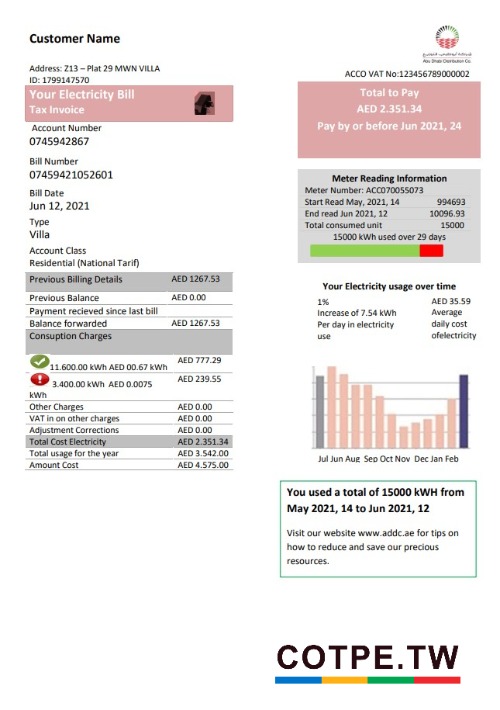 Customer Name
Abu Dhabi Distribution Co.
Address: Z13 – Plat 29 MWN VILLA
ID: 1799147570
ACCO VAT No:123456789000002
Your Electricity Bill
Tax Invoice
Total to Pay
AED 2.351.34
Pay by or before Jun 2021, 24
Account Number
0745942867
Bill Number
07459421052601
Bill Date
Jun 12, 2021
Type
Villa
Account Class
Residential (National Tarif)
Meter Reading Information
Meter Number: ACC070055073
Start Read May, 2021, 14 994693
End read Jun 2021, 12 10096.93
Total consumed unit 15000
15000 kWh used over 29 days
Previous Billing Details AED 1267.53
Previous Balance AED 0.00
Payment recieved since last bill
Balance forwarded AED 1267.53
Consuption Charges
11.600.00 kWh AED 00.67 kWh AED 777.29
3.400.00 kWh AED 0.0075 kWh AED 239.55
Other Charges AED 0.00
VAT in on other charges AED 0.00
Adjustment Corrections AED 0.00
Total Cost Electricity AED 2.351.34
Total usage for the year AED 3.542.00
Amount Cost AED 4.575.00
Your Electricity usage over time
1%
Increase of 7.54 kWh
Per day in electricity
use
AED 35.59
Average
daily cost
ofelectricity
Jul Jun Aug Sep Oct Nov Dec Jan Feb
You used a total of 15000 kWH from
May 2021, 14 to Jun 2021, 12
Visit our website www.addc.ae for tips on
how to reduce and save our precious
resources.
COTPE.TW